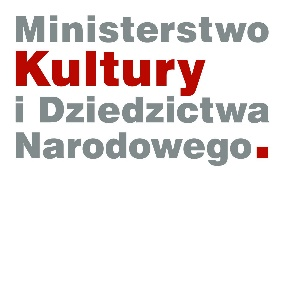 Ministerstwo
Kultury
i Dziedzictwa
Narodowego.